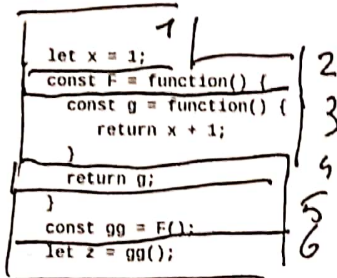 1
let x = 1; 2
const F = function() {
const g = function() { 3
return x + 1;
} 4
return g;
} 5
const gg = F();
let z = gg(); 6